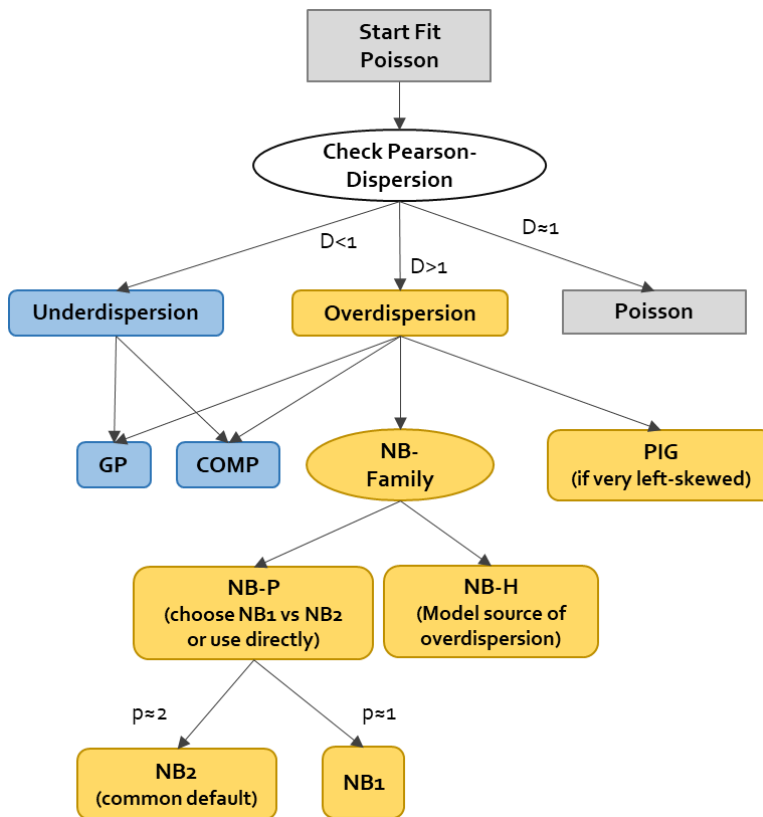 Start Fit
Poisson
Check Pearson-
Dispersion
D<1
D>1
D≈1
Underdispersion
Overdispersion
Poisson
GP
COMP
NB-
Family
PIG
(if very left-skewed)
NB-P
(choose NB1 vs NB2
or use directly)
NB-H
(Model source of
overdispersion)
p≈2
p≈1
NB2
(common default)
NB1